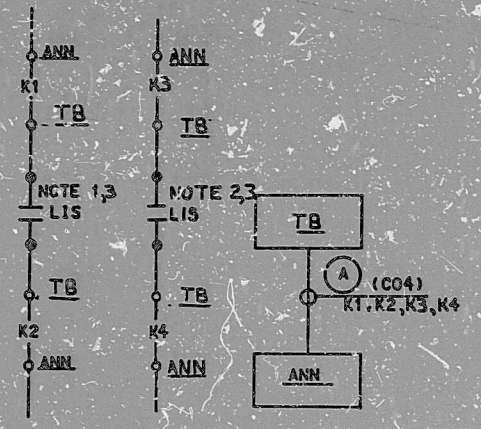 ANN
K1
TB
NOTE 1,3
LIS
TB
K2
ANN
ANN
K3
TB
NOTE 2,3
LIS
TB
K4
ANN
TB
A
(C04)
K1,K2,K3,K4
ANN